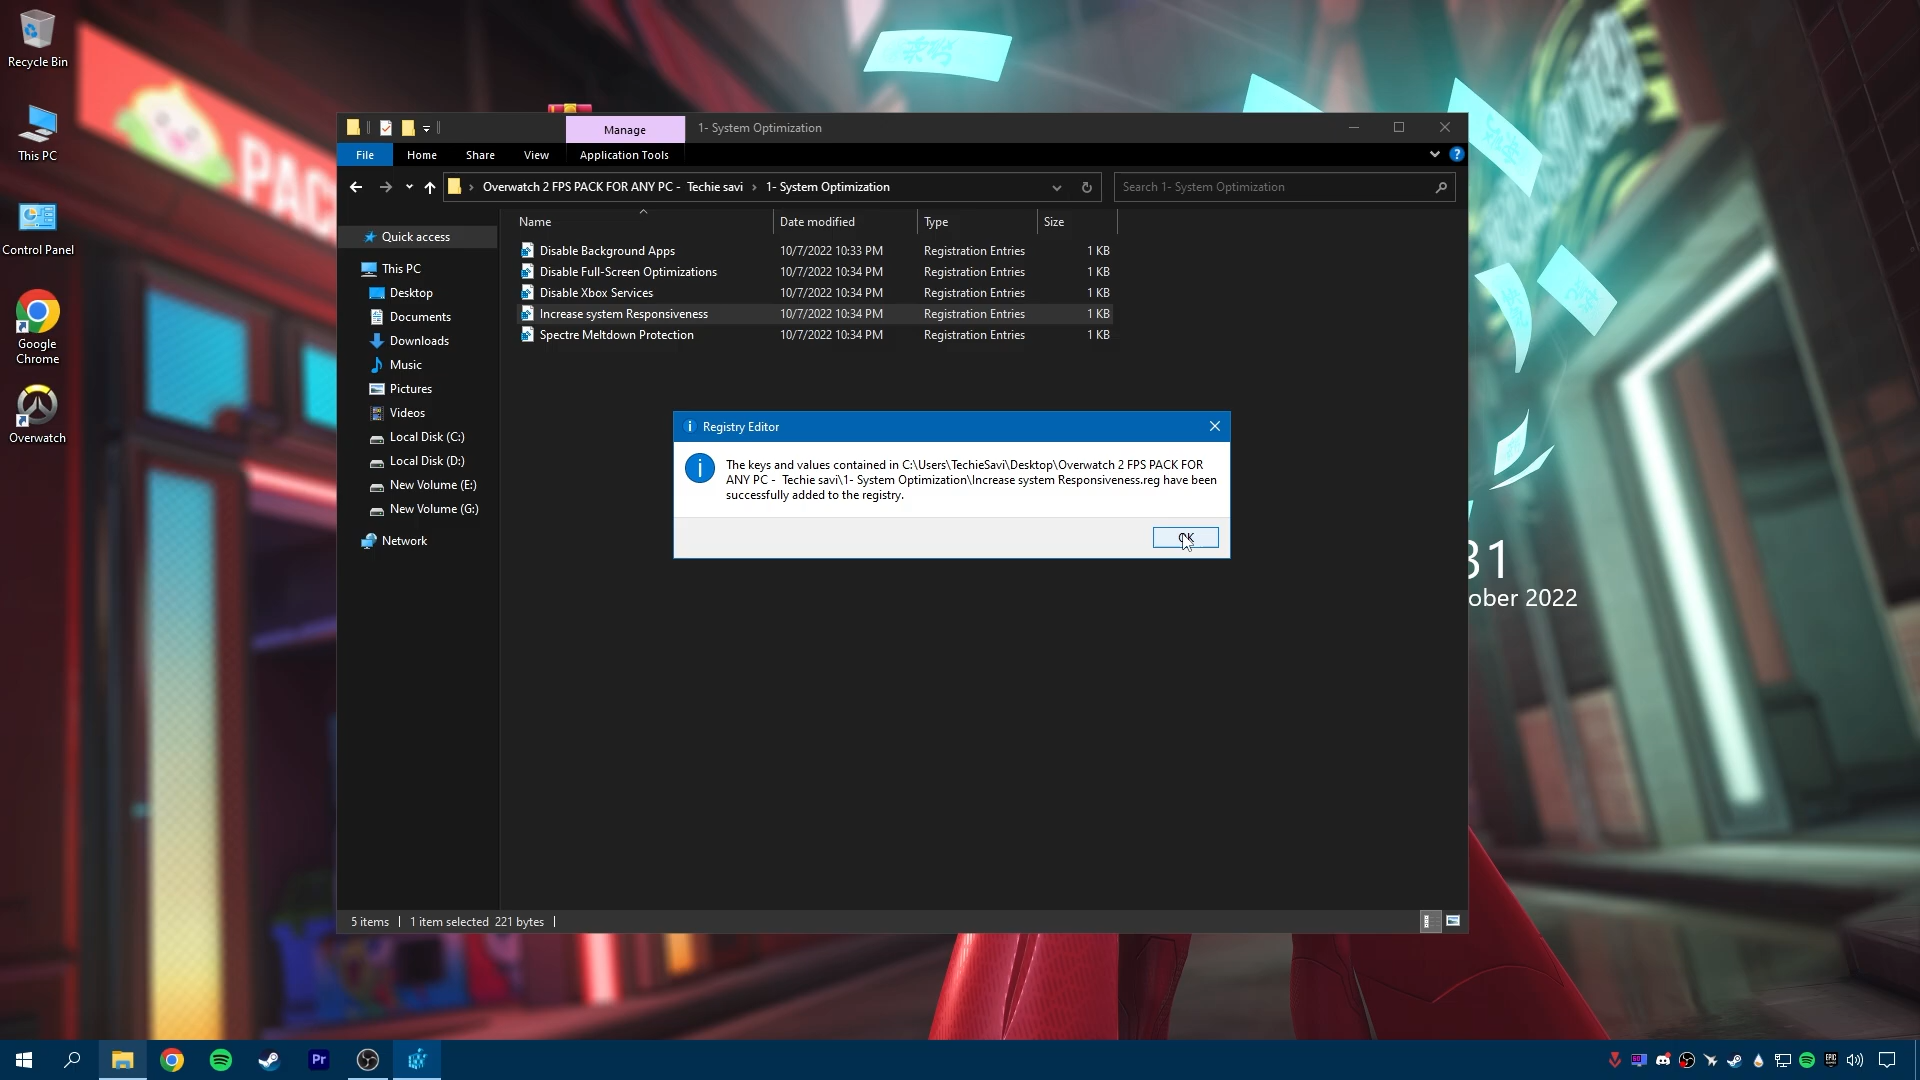 Recycle Bin
This PC
Control Panel
Google
Chrome
Overwatch
PAC
Manage
1- System Optimization
File
Home
Share
View
Application Tools
Overwatch 2 FPS PACK FOR ANY PC -  Techie savi
1- System Optimization
Search 1- System Optimization
Name
Date modified
Type
Size
Disable Background Apps 10/7/2022 10:33 PM Registration Entries 1 KB
Disable Full-Screen Optimizations 10/7/2022 10:34 PM Registration Entries 1 KB
Disable Xbox Services 10/7/2022 10:34 PM Registration Entries 1 KB
Increase system Responsiveness 10/7/2022 10:34 PM Registration Entries 1 KB
Spectre Meltdown Protection 10/7/2022 10:34 PM Registration Entries 1 KB
Quick access
This PC
Desktop
Documents
Downloads
Music
Pictures
Videos
Local Disk (C:)
Local Disk (D:)
New Volume (E:)
New Volume (G:)
Network
Registry Editor
The keys and values contained in C:\Users\TechieSavi\Desktop\Overwatch 2 FPS PACK FOR
ANY PC -  Techie savi\1- System Optimization\Increase system Responsiveness.reg have been
successfully added to the registry.
OK
31
ober 2022
5 items
1 item selected 221 bytes
Pr